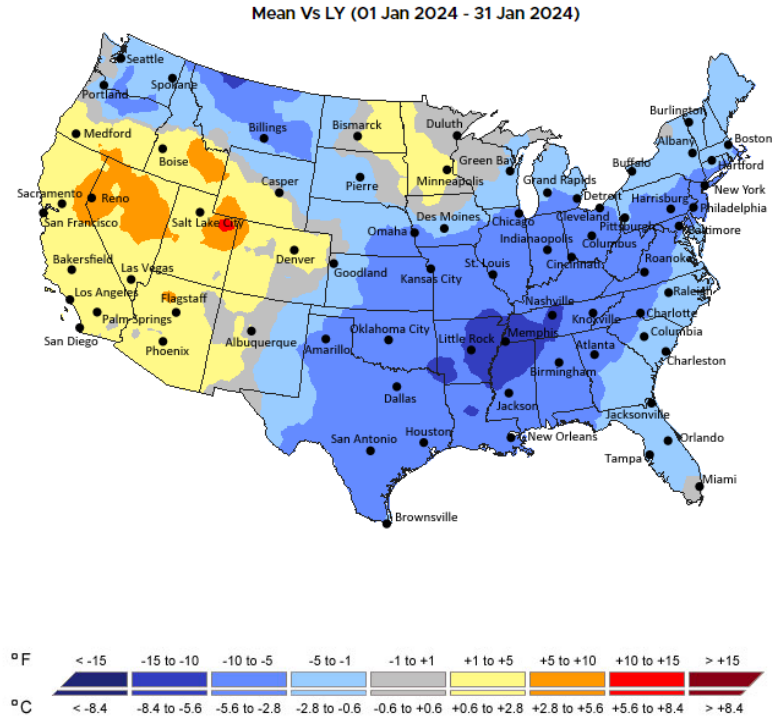 Mean Vs LY (01 Jan 2024 - 31 Jan 2024)
Seattle
Spokane
Portland
Medford
Boise
Billings
Bismarck
Duluth
Burlington
Albany
Boston
Hartford
Buffalo
Green Bay
Grand Rapids
Detroit
Minneapolis
Pierre
Casper
Sacramento
Reno
San Francisco
Salt Lake City
New York
Harrisburg
Philadelphia
Cleveland
Pittsburgh
Baltimore
Chicago
Des Moines
Omaha
Indianaopolis
Columbus
Denver
Goodland
Bakersfield
Las Vegas
Kansas City
St. Louis
Cincinnati
Roanoka
Los Angeles
Flagstaff
Palm Springs
Nashville
Raleigh
Knoxville
Charlotte
San Diego
Phoenix
Albuquerque
Amarillo
Oklahoma City
Little Rock
Memphis
Columbia
Atlanta
Birmingham
Charleston
Dallas
Jackson
Jacksonville
San Antonio
Houston
New Orleans
Orlando
Tampa
Miami
Brownsville
°F < -15 -15 to -10 -10 to -5 -5 to -1 -1 to +1 +1 to +5 +5 to +10 +10 to +15 > +15
°C < -8.4 -8.4 to -5.6 -5.6 to -2.8 -2.8 to -0.6 -0.6 to +0.6 +0.6 to +2.8 +2.8 to +5.6 +5.6 to +8.4 > +8.4